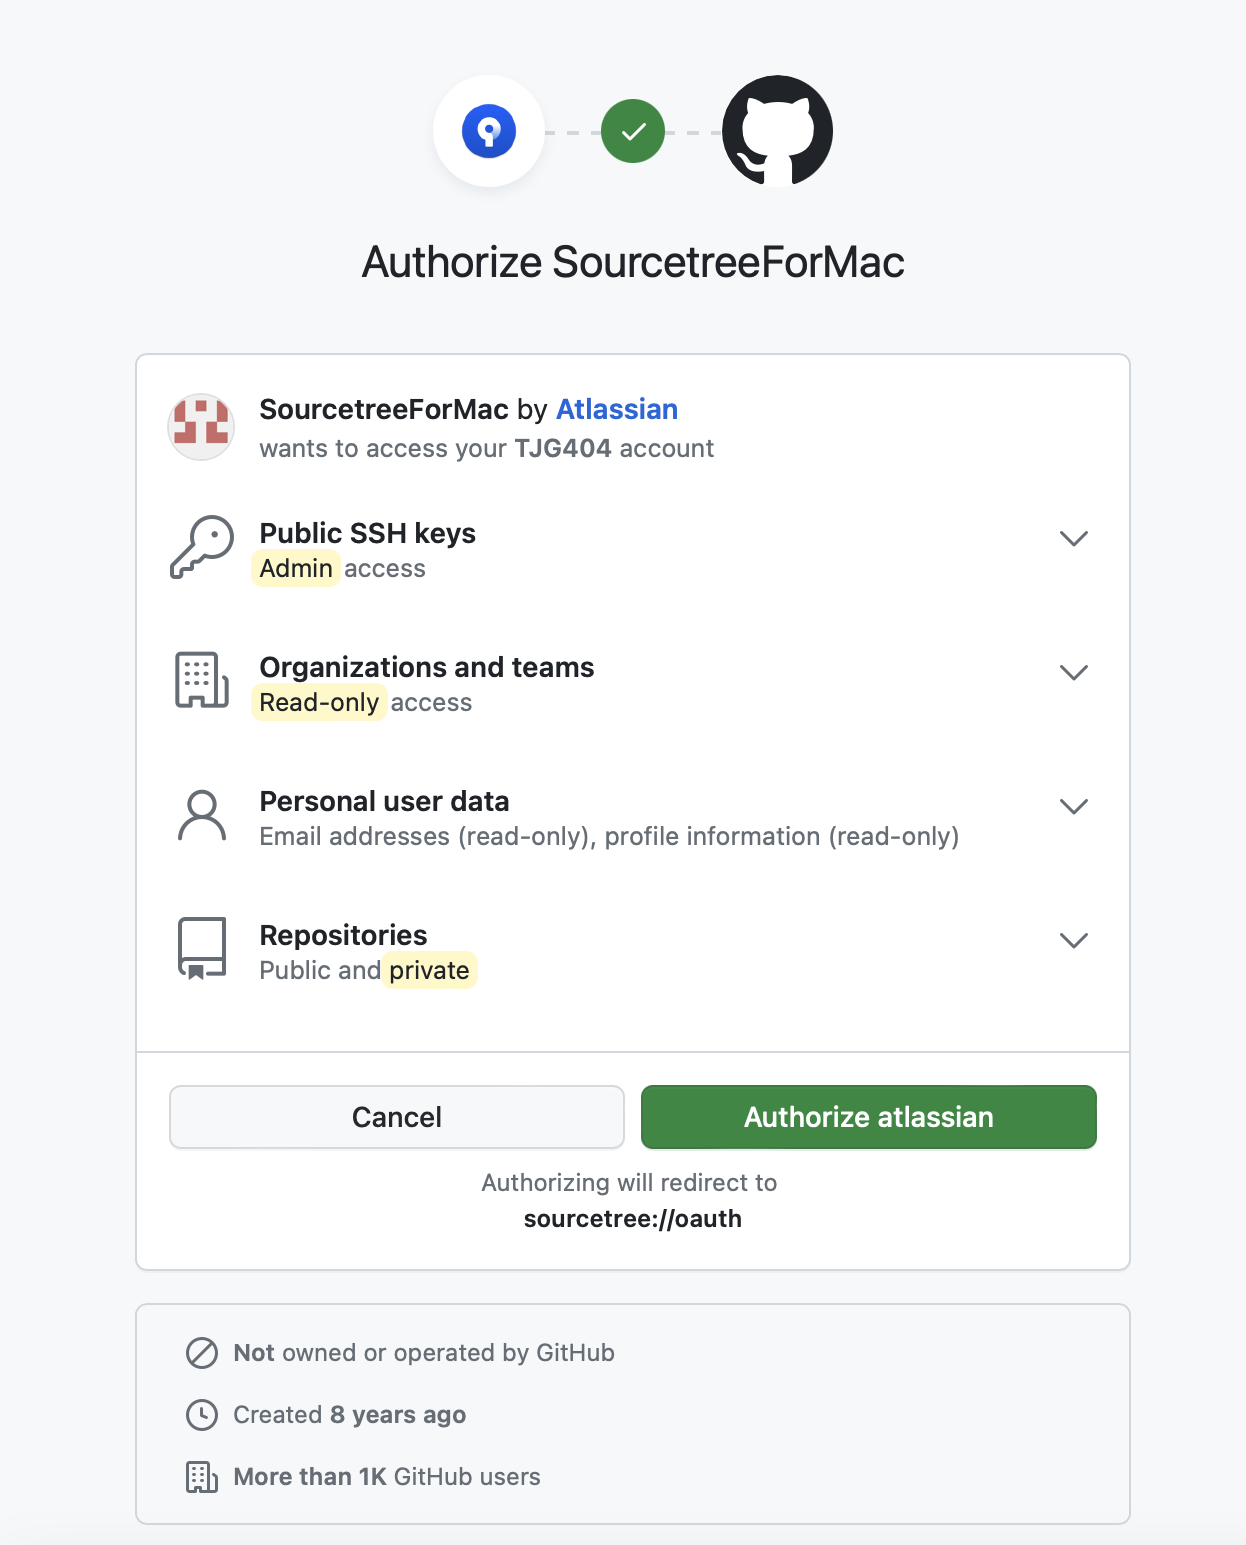 Authorize SourcetreeForMac
SourcetreeForMac by Atlassian
wants to access your TJG404 account
Public SSH keys
Admin access
Organizations and teams
Read-only access
Personal user data
Email addresses (read-only), profile information (read-only)
Repositories
Public and private
Cancel
Authorize atlassian
Authorizing will redirect to
sourcetree://oauth
Not owned or operated by GitHub
Created 8 years ago
More than 1K GitHub users